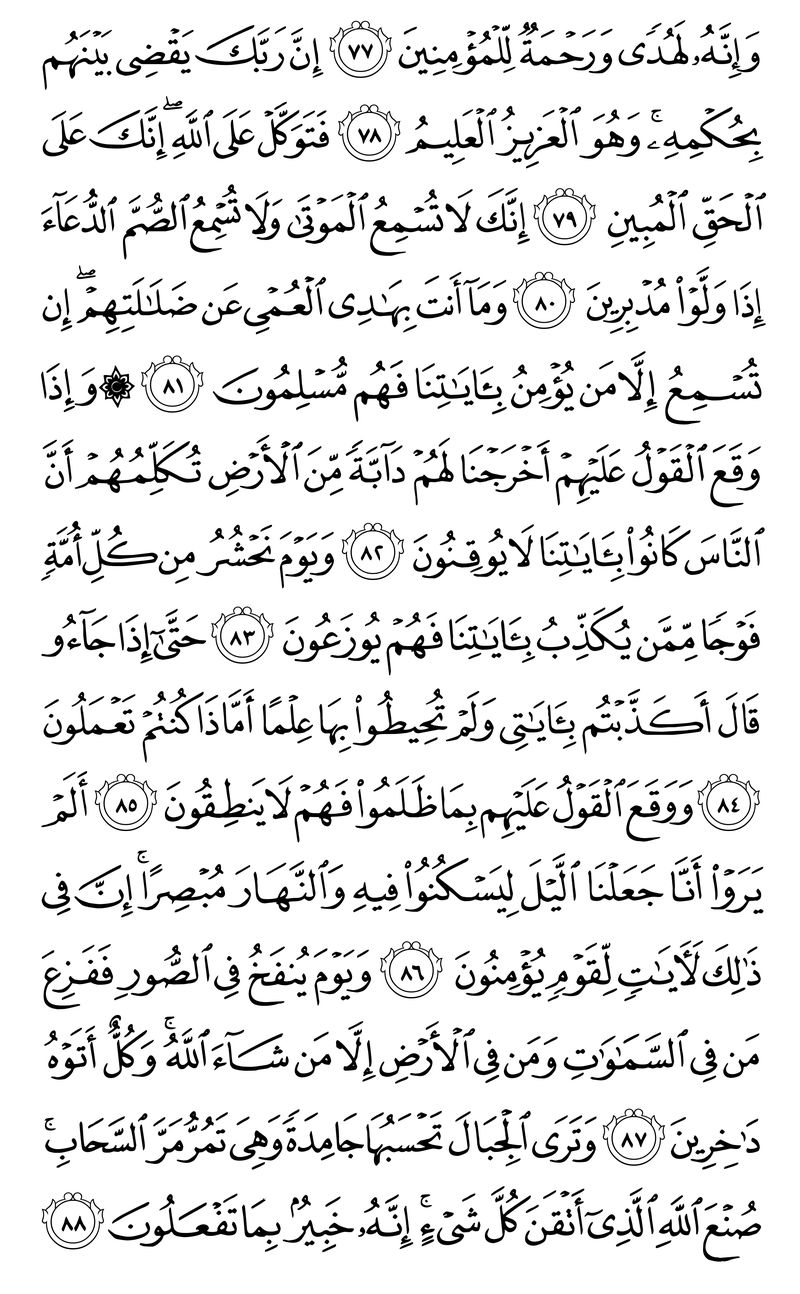 وَإِنَّهُۥ لَهُدًى وَرَحْمَةٌ لِّلْمُؤْمِنِينَ ٧٧ إِنَّ رَبَّكَ يَقْضِى بَيْنَهُم
بِحُكْمِهِۦ ۚ وَهُوَ ٱلْعَزِيزُ ٱلْعَلِيمُ ٧٨ فَتَوَكَّلْ عَلَى ٱللَّهِ ۖ إِنَّكَ عَلَى
ٱلْحَقِّ ٱلْمُبِينِ ٧٩ إِنَّكَ لَا تُسْمِعُ ٱلْمَوْتَىٰ وَلَا تُسْمِعُ ٱلصُّمَّ ٱلدُّعَآءَ
إِذَا وَلَّوْا۟ مُدْبِرِينَ ٨٠ وَمَآ أَنتَ بِهَٰدِى ٱلْعُمْىِ عَن ضَلَٰلَتِهِمْ ۖ إِن
تُسْمِعُ إِلَّا مَن يُؤْمِنُ بِـَٔايَٰتِنَا فَهُم مُّسْلِمُونَ ٨١ ۞ وَإِذَا
وَقَعَ ٱلْقَوْلُ عَلَيْهِمْ أَخْرَجْنَا لَهُمْ دَآبَّةً مِّنَ ٱلْأَرْضِ تُكَلِّمُهُمْ أَنَّ
ٱلنَّاسَ كَانُوا۟ بِـَٔايَٰتِنَا لَا يُوقِنُونَ ٨٢ وَيَوْمَ نَحْشُرُ مِن كُلِّ أُمَّةٍ
فَوْجًا مِّمَّن يُكَذِّبُ بِـَٔايَٰتِنَا فَهُمْ يُوزَعُونَ ٨٣ حَتَّىٰٓ إِذَا جَآءُو
قَالَ أَكَذَّبْتُم بِـَٔايَٰتِى وَلَمْ تُحِيطُوا۟ بِهَا عِلْمًا أَمَّاذَا كُنتُمْ تَعْمَلُونَ
٨٤ وَوَقَعَ ٱلْقَوْلُ عَلَيْهِم بِمَا ظَلَمُوا۟ فَهُمْ لَا يَنطِقُونَ ٨٥ أَلَمْ
يَرَوْا۟ أَنَّا جَعَلْنَا ٱلَّيْلَ لِيَسْكُنُوا۟ فِيهِ وَٱلنَّهَارَ مُبْصِرًا ۚ إِنَّ فِى
ذَٰلِكَ لَـَٔايَٰتٍ لِّقَوْمٍ يُؤْمِنُونَ ٨٦ وَيَوْمَ يُنفَخُ فِى ٱلصُّورِ فَفَزِعَ
مَن فِى ٱلسَّمَٰوَٰتِ وَمَن فِى ٱلْأَرْضِ إِلَّا مَن شَآءَ ٱللَّهُ ۚ وَكُلٌّ أَتَوْهُ
دَٰخِرِينَ ٨٧ وَتَرَى ٱلْجِبَالَ تَحْسَبُهَا جَامِدَةً وَهِىَ تَمُرُّ مَرَّ ٱلسَّحَابِ ۚ
صُنْعَ ٱللَّهِ ٱلَّذِىٓ أَتْقَنَ كُلَّ شَىْءٍ ۚ إِنَّهُۥ خَبِيرٌۢ بِمَا تَفْعَلُونَ ٨٨